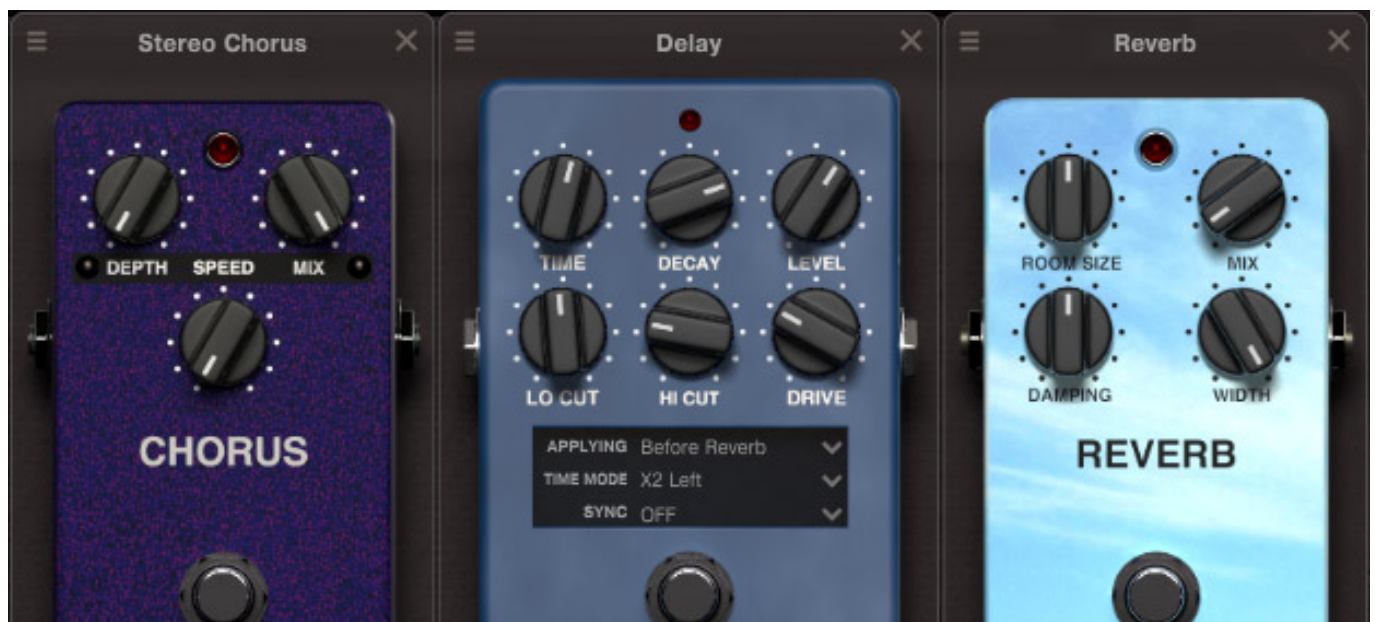 Stereo Chorus
DEPTH SPEED MIX
CHORUS
Delay
TIME DECAY LEVEL
LO CUT HI CUT DRIVE
APPLYING Before Reverb
TIME MODE X2 Left
SYNC OFF
Reverb
ROOM SIZE MIX
DAMPING WIDTH
REVERB